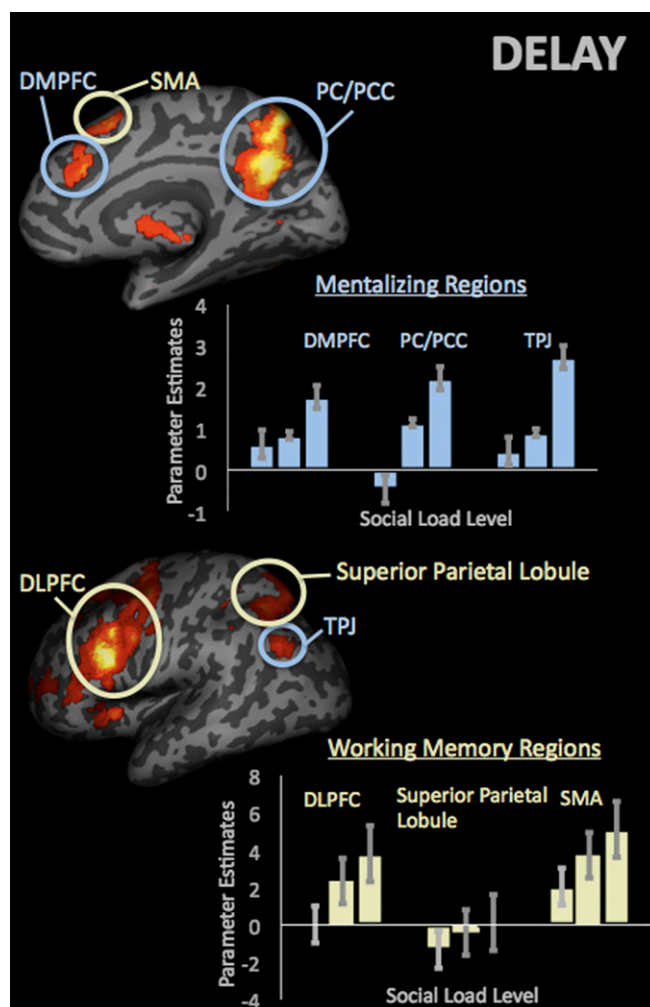 DELAY
DMPFC
SMA
PC/PCC
Mentalizing Regions
4
3
2
1
0
-1
Parameter Estimates
DMPFC
PC/PCC
TPJ
Social Load Level
DLPFC
Superior Parietal Lobule
TPJ
Working Memory Regions
8
6
4
2
0
-2
-4
Parameter Estimates
DLPFC
Superior Parietal
Lobule
SMA
Social Load Level